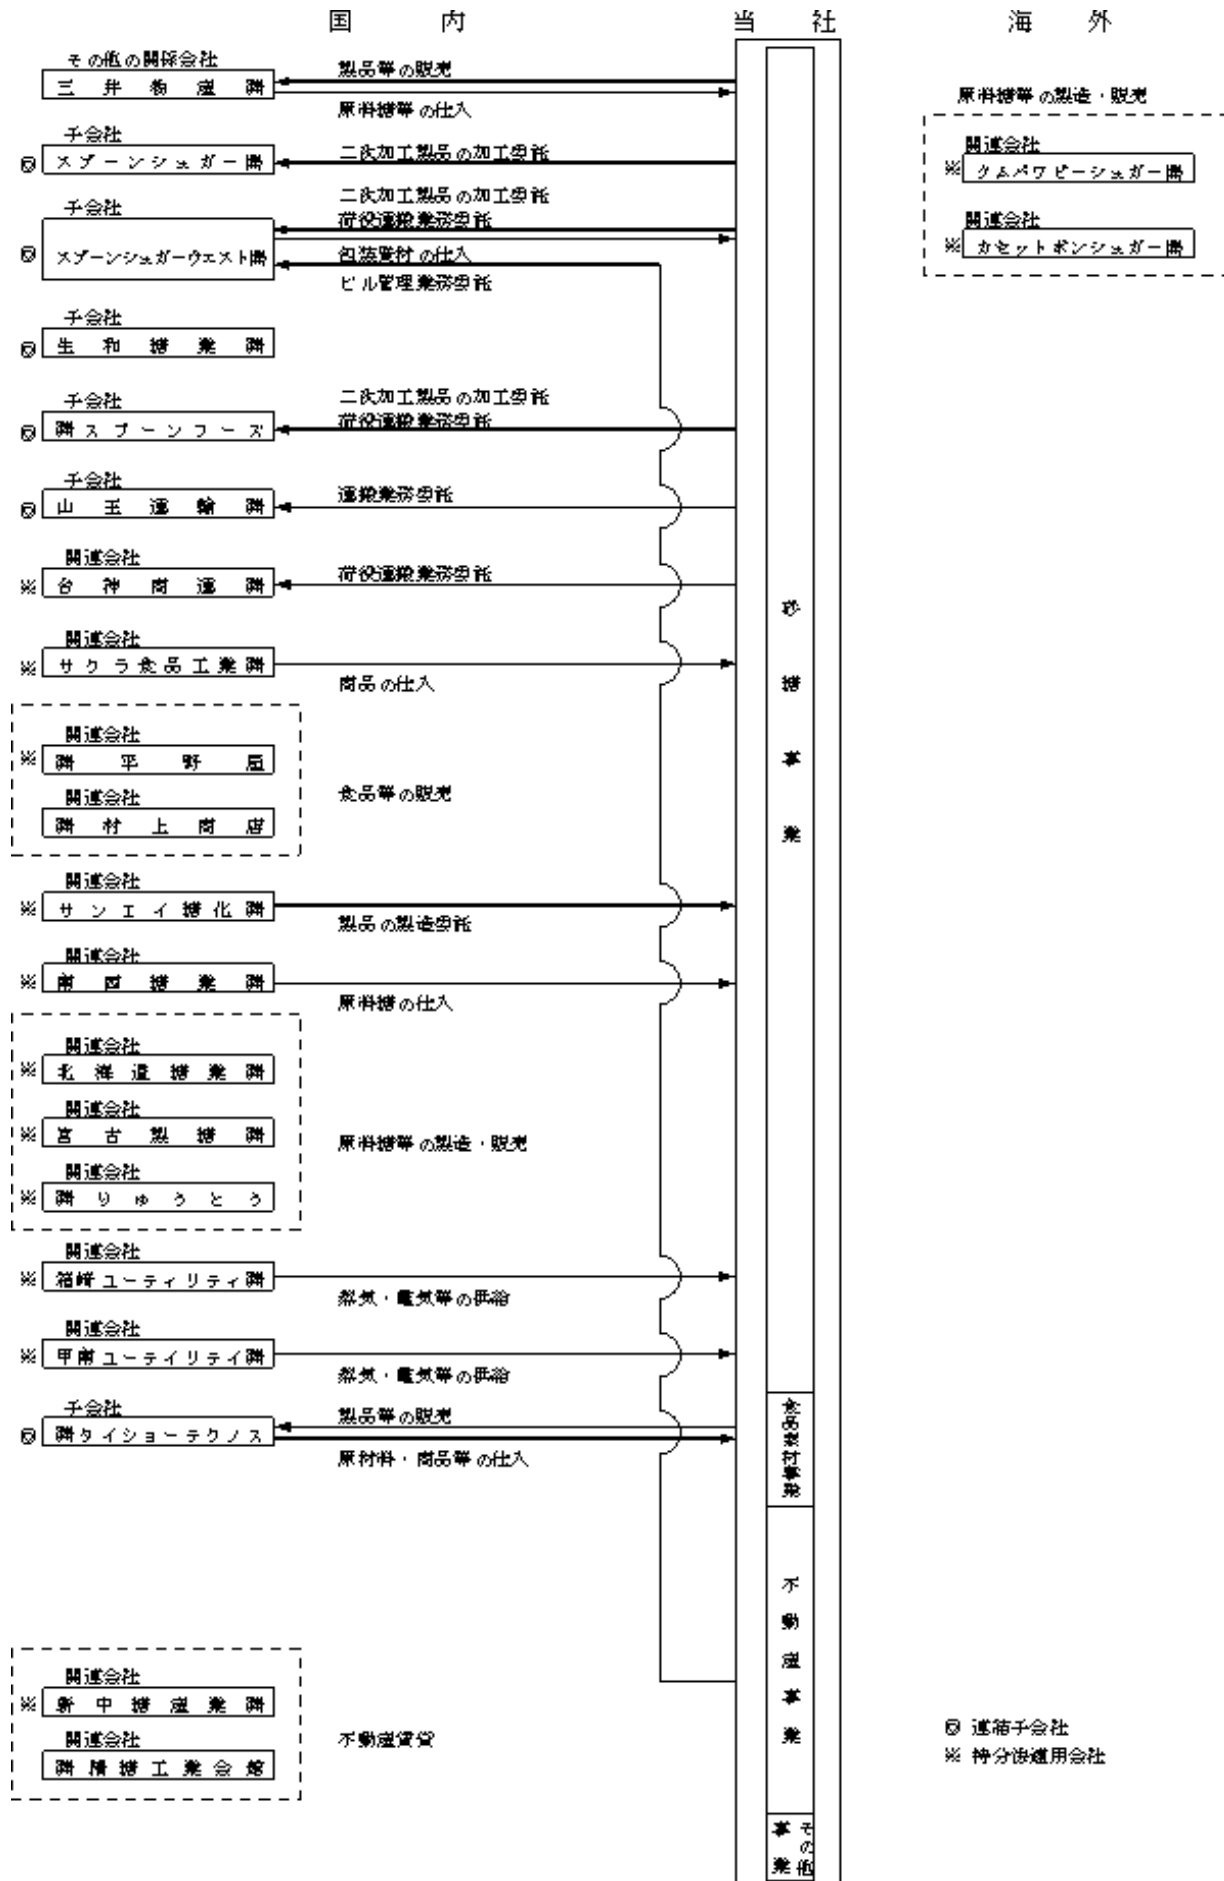 国 内
当 社
海 外
その他の関係会社
三井物産㈱
製品等の販売
原料糖等の仕入
原料糖等の製造・販売
子会社
◎ スプーンシュガー㈱
二次加工製品の加工委託
関連会社
※ クムパワピーシュガー㈱
関連会社
※ カセットポンシュガー㈱
子会社
◎ スプーンシュガーウエスト㈱
二次加工製品の加工委託
荷役運搬業務委託
包装資材の仕入
ビル管理業務委託
子会社
◎ 生和糖業㈱
子会社
◎ ㈱スプーンフーズ
二次加工製品の加工委託
荷役運搬業務委託
子会社
◎ 山王運輸㈱
運搬業務委託
関連会社
※ 台神商運㈱
荷役運搬業務委託
関連会社
※ サクラ食品工業㈱
商品の仕入
関連会社
※ ㈱平野屋
関連会社
㈱村上商店
食品等の販売
関連会社
※ サンエイ糖化㈱
製品の製造委託
関連会社
※ 南西糖業㈱
原料糖の仕入
関連会社
※ 北海道糖業㈱
関連会社
※ 宮古製糖㈱
関連会社
※ ㈱りゅうとう
原料糖等の製造・販売
関連会社
※ 箱崎ユーティリティ㈱
蒸気・電気等の供給
関連会社
※ 甲南ユーテイリテイ㈱
蒸気・電気等の供給
子会社
◎ ㈱タイショーテクノス
製品等の販売
原材料・商品等の仕入
関連会社
※ 新中糖産業㈱
関連会社
㈱精糖工業会館
不動産賃貸
砂糖事業
食品素材事業
不動産事業
その他事業
◎ 連結子会社
※ 持分法適用会社